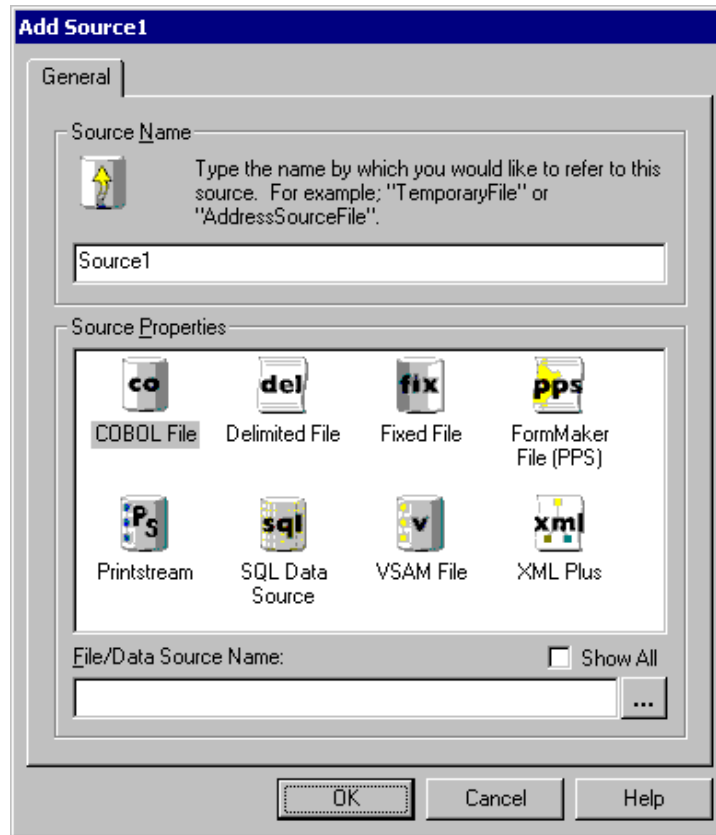 Add Source1
General
Source Name
Type the name by which you would like to refer to this
source. For example; "TemporaryFile" or
"AddressSourceFile".
Source1
Source Properties
co del fix pps
COBOL File Delimited File Fixed File FormMaker
File (PPS)
Ps sql v xml
Printstream SQL Data VSAM File XML Plus
Source
File/Data Source Name: Show All
...
OK Cancel Help